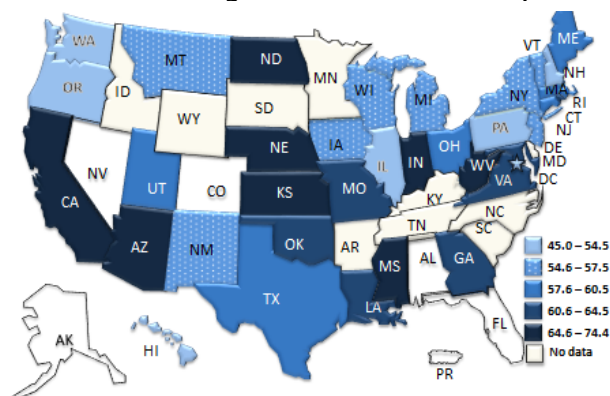 WA
MT
ND
MN
VT
ME
OR
ID
SD
WI
MI
NY
NH
MA
RI
CT
WY
IA
PA
NJ
NE
IL
IN
OH
DE
MD
NV
UT
CO
KS
MO
WV
VA
DC
CA
KY
NC
AZ
NM
OK
AR
TN
SC
MS
AL
GA
TX
LA
FL
AK
HI
PR
45.0 – 54.5
54.6 – 57.5
57.6 – 60.5
60.6 – 64.5
64.6 – 74.4
No data